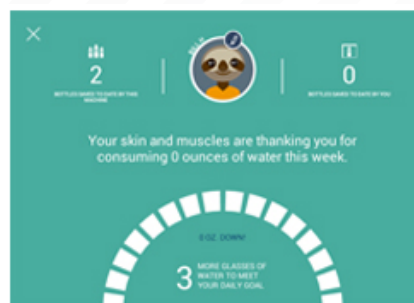 2
BOTTLES SAVED TO DATE BY THIS
MACHINE
0
BOTTLES SAVED TO DATE BY YOU
Your skin and muscles are thanking you for
consuming 0 ounces of water this week.
0 OZ. DOWN!
3
MORE GLASSES OF
WATER TO MEET
YOUR DAILY GOAL